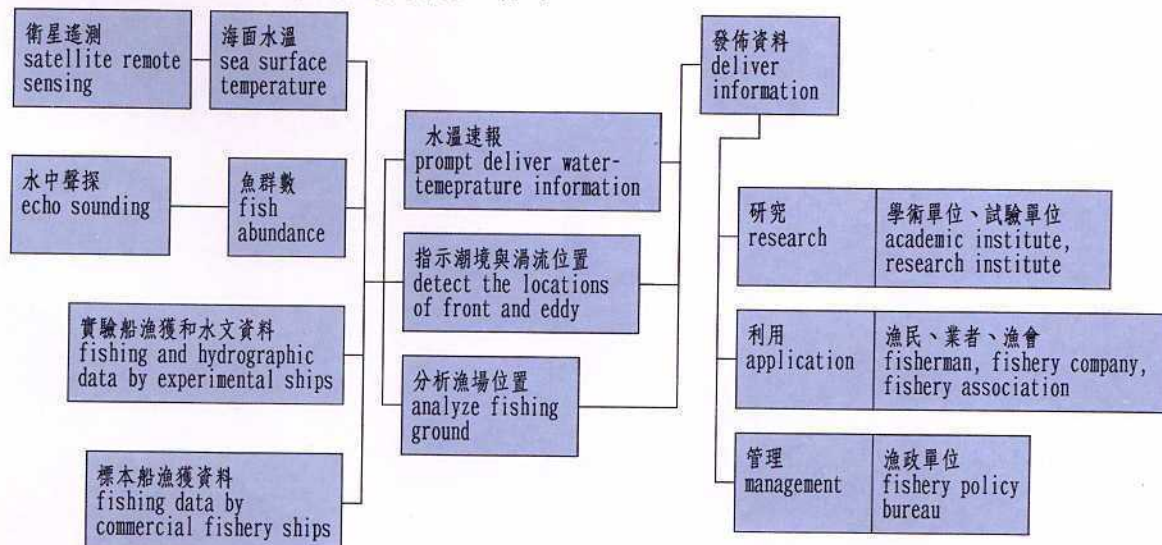 衛星遙測
satellite remote
sensing
海面水溫
sea surface
temperature
水中聲探
echo sounding
魚群數
fish
abundance
實驗船漁獲和水文資料
fishing and hydrographic
data by experimental ships
標本船漁獲資料
fishing data by
commercial fishery ships
水溫速報
prompt deliver water-
temeprature information
指示潮境與渦流位置
detect the locations
of front and eddy
分析漁場位置
analyze fishing
ground
發佈資料
deliver
information
研究
research
學術單位、試驗單位
academic institute,
research institute
利用
application
漁民、業者、漁會
fisherman, fishery company,
fishery association
管理
management
漁政單位
fishery policy
bureau